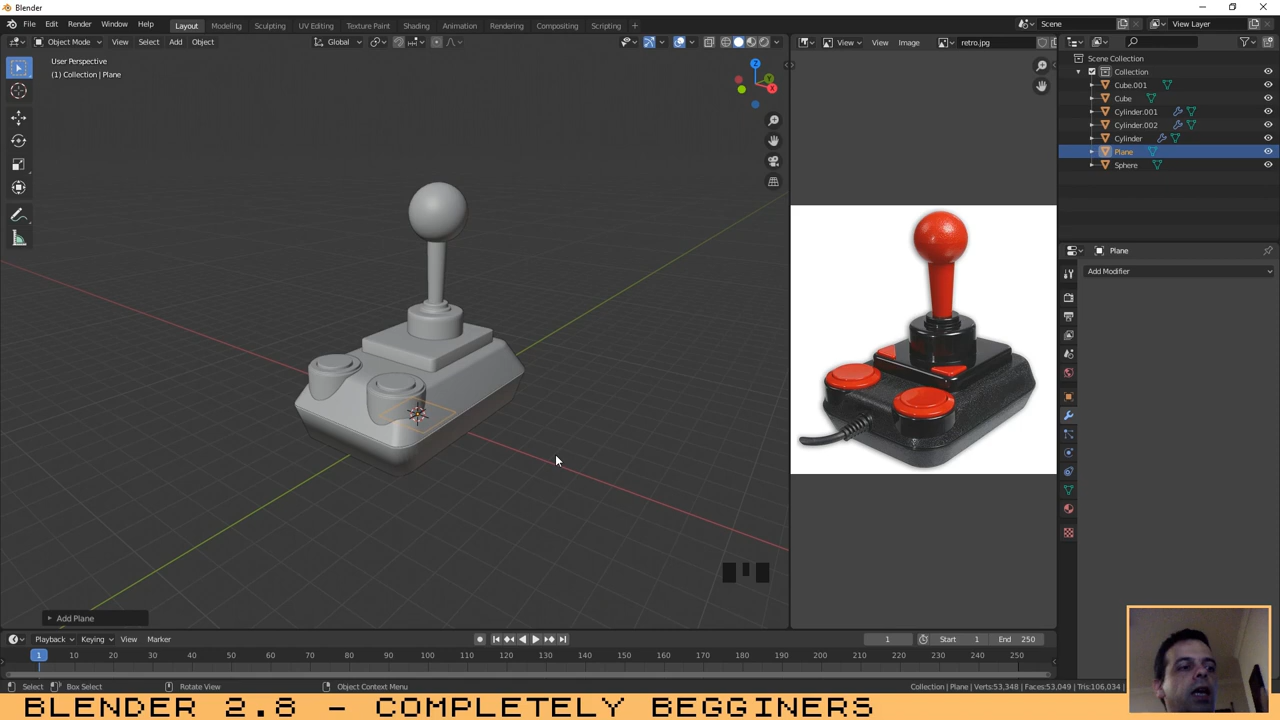 Blender
File Edit Render Window Help
Layout Modeling Sculpting UV Editing Texture Paint Shading Animation Rendering Compositing Scripting +
Scene
View Layer
Object Mode View Select Add Object
Global
View View Image
retro.jpg
User Perspective
(1) Collection | Plane
Z
Y
X
Scene Collection
Collection
Cube.001
Cube
Cylinder.001
Cylinder.002
Cylinder
Plane
Sphere
Plane
Add Modifier
Add Plane
Playback Keying View Marker
1
Start 1
End 250
1 10 20 30 40 50 60 70 80 90 100 110 120 130 140 150 160 170 180 190 200 210 220 230 240 250
Select Box Select Rotate View Object Context Menu
Collection | Plane | Verts:53,348 | Faces:53,049 | Tris:106,034 |
BLENDER 2.8 - COMPLETELY BEGGINERS